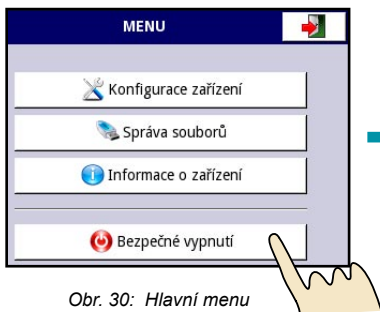 MENU
Konfigurace zařízení
Správa souborů
Informace o zařízení
Bezpečné vypnutí
Obr. 30: Hlavní menu